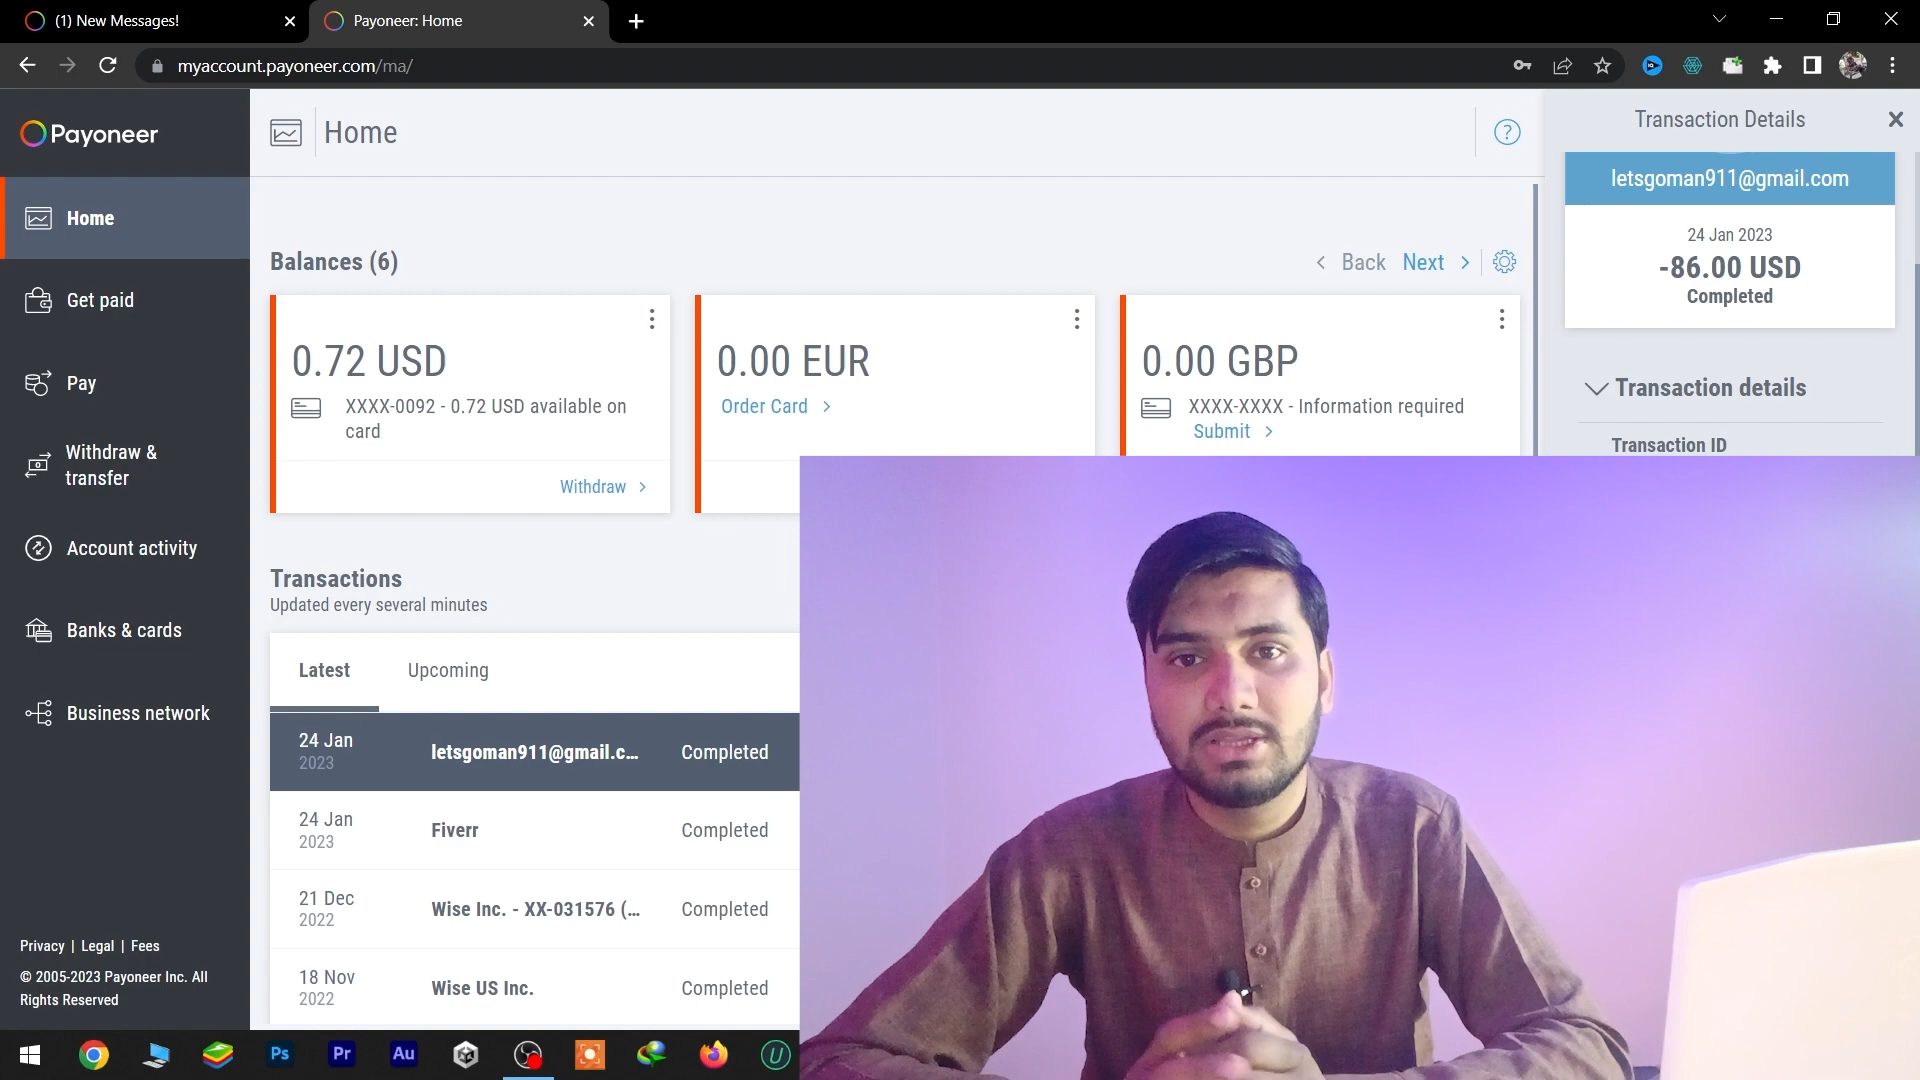 (1) New Messages!
Payoneer: Home
myaccount.payoneer.com/ma/
Payoneer
Home
Get paid
Pay
Withdraw &
transfer
Account activity
Banks & cards
Business network
Privacy | Legal | Fees
© 2005-2023 Payoneer Inc. All
Rights Reserved
Home
?
Balances (6)
Back Next
0.72 USD
XXXX-0092 - 0.72 USD available on
card
Withdraw
0.00 EUR
Order Card
0.00 GBP
XXXX-XXXX - Information required
Submit
Transactions
Updated every several minutes
Latest Upcoming
24 Jan
2023
letsgoman911@gmail.c... Completed
24 Jan
2023
Fiverr Completed
21 Dec
2022
Wise Inc. - XX-031576 (... Completed
18 Nov
2022
Wise US Inc. Completed
Transaction Details
letsgoman911@gmail.com
24 Jan 2023
-86.00 USD
Completed
Transaction details
Transaction ID
Ps Pr Au U